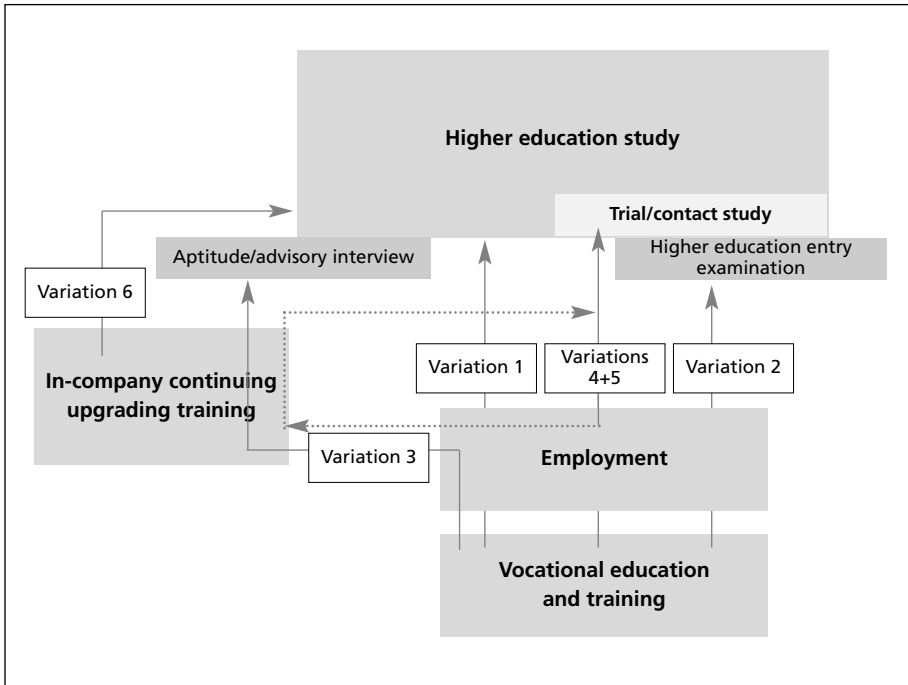 Higher education study
Trial/contact study
Aptitude/advisory interview
Higher education entry
examination
Variation 6
Variation 1
Variations
4+5
Variation 2
In-company continuing
upgrading training
Variation 3
Employment
Vocational education
and training